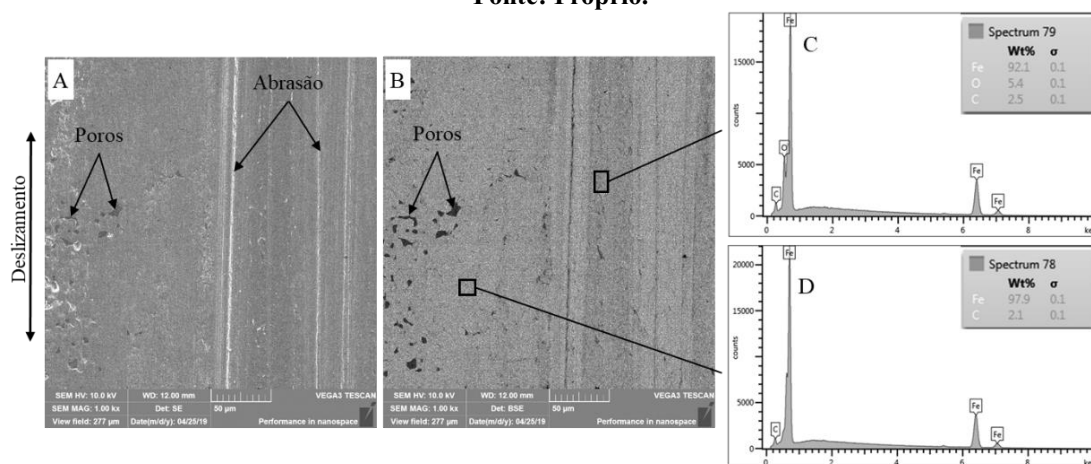 Fonte: Próprio.
A
Abrasão
Poros
Deslizamento
SEM HV: 10.0 kV
WD: 12.00 mm
VEGA3 TESCAN
SEM MAG: 1.00 kx
Det: SE
50 µm
View field: 277 µm
Date(m/d/y): 04/25/19
Performance in nanospace
B
Poros
SEM HV: 10.0 kV
WD: 12.00 mm
VEGA3 TESCAN
SEM MAG: 1.00 kx
Det: BSE
50 µm
View field: 277 µm
Date(m/d/y): 04/25/19
Performance in nanospace
C
Spectrum 79
Wt% σ
Fe 92.1 0.1
O 5.4 0.1
C 2.5 0.1
counts
15000
10000
5000
0
Fe
O
C
Fe
Fe
0 2 4 6 8 ke
D
Spectrum 78
Wt% σ
Fe 97.9 0.1
C 2.1 0.1
counts
20000
15000
10000
5000
0
Fe
C
Fe
Fe
0 2 4 6 8 ke